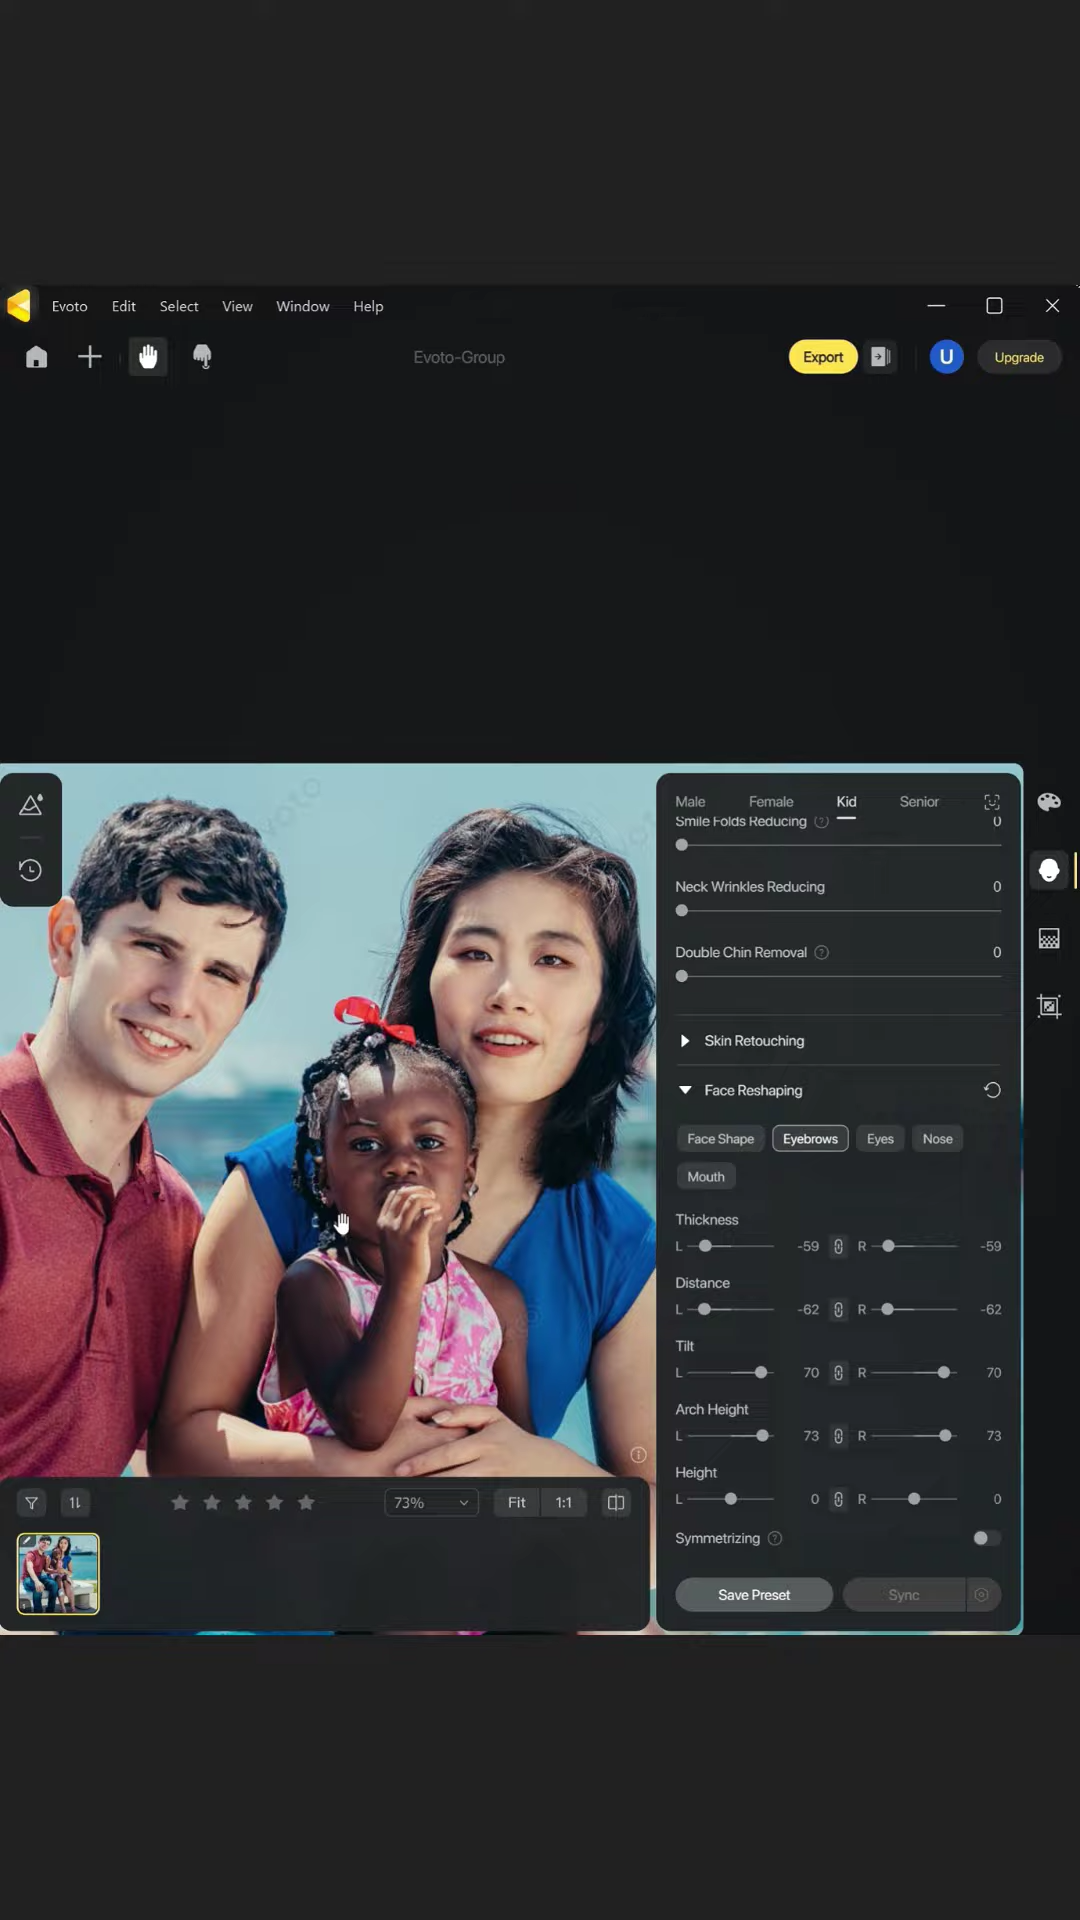 Evoto Edit Select View Window Help
Evoto-Group
Export
U
Upgrade
Male Female Kid Senior
Smile Folds Reducing ? 0
Neck Wrinkles Reducing 0
Double Chin Removal ? 0
Skin Retouching
Face Reshaping
Face Shape Eyebrows Eyes Nose
Mouth
Thickness
L -59 R -59
Distance
L -62 R -62
Tilt
L 70 R 70
Arch Height
L 73 R 73
Height
L 0 R 0
Symmetrizing ?
73% Fit 1:1
Save Preset Sync